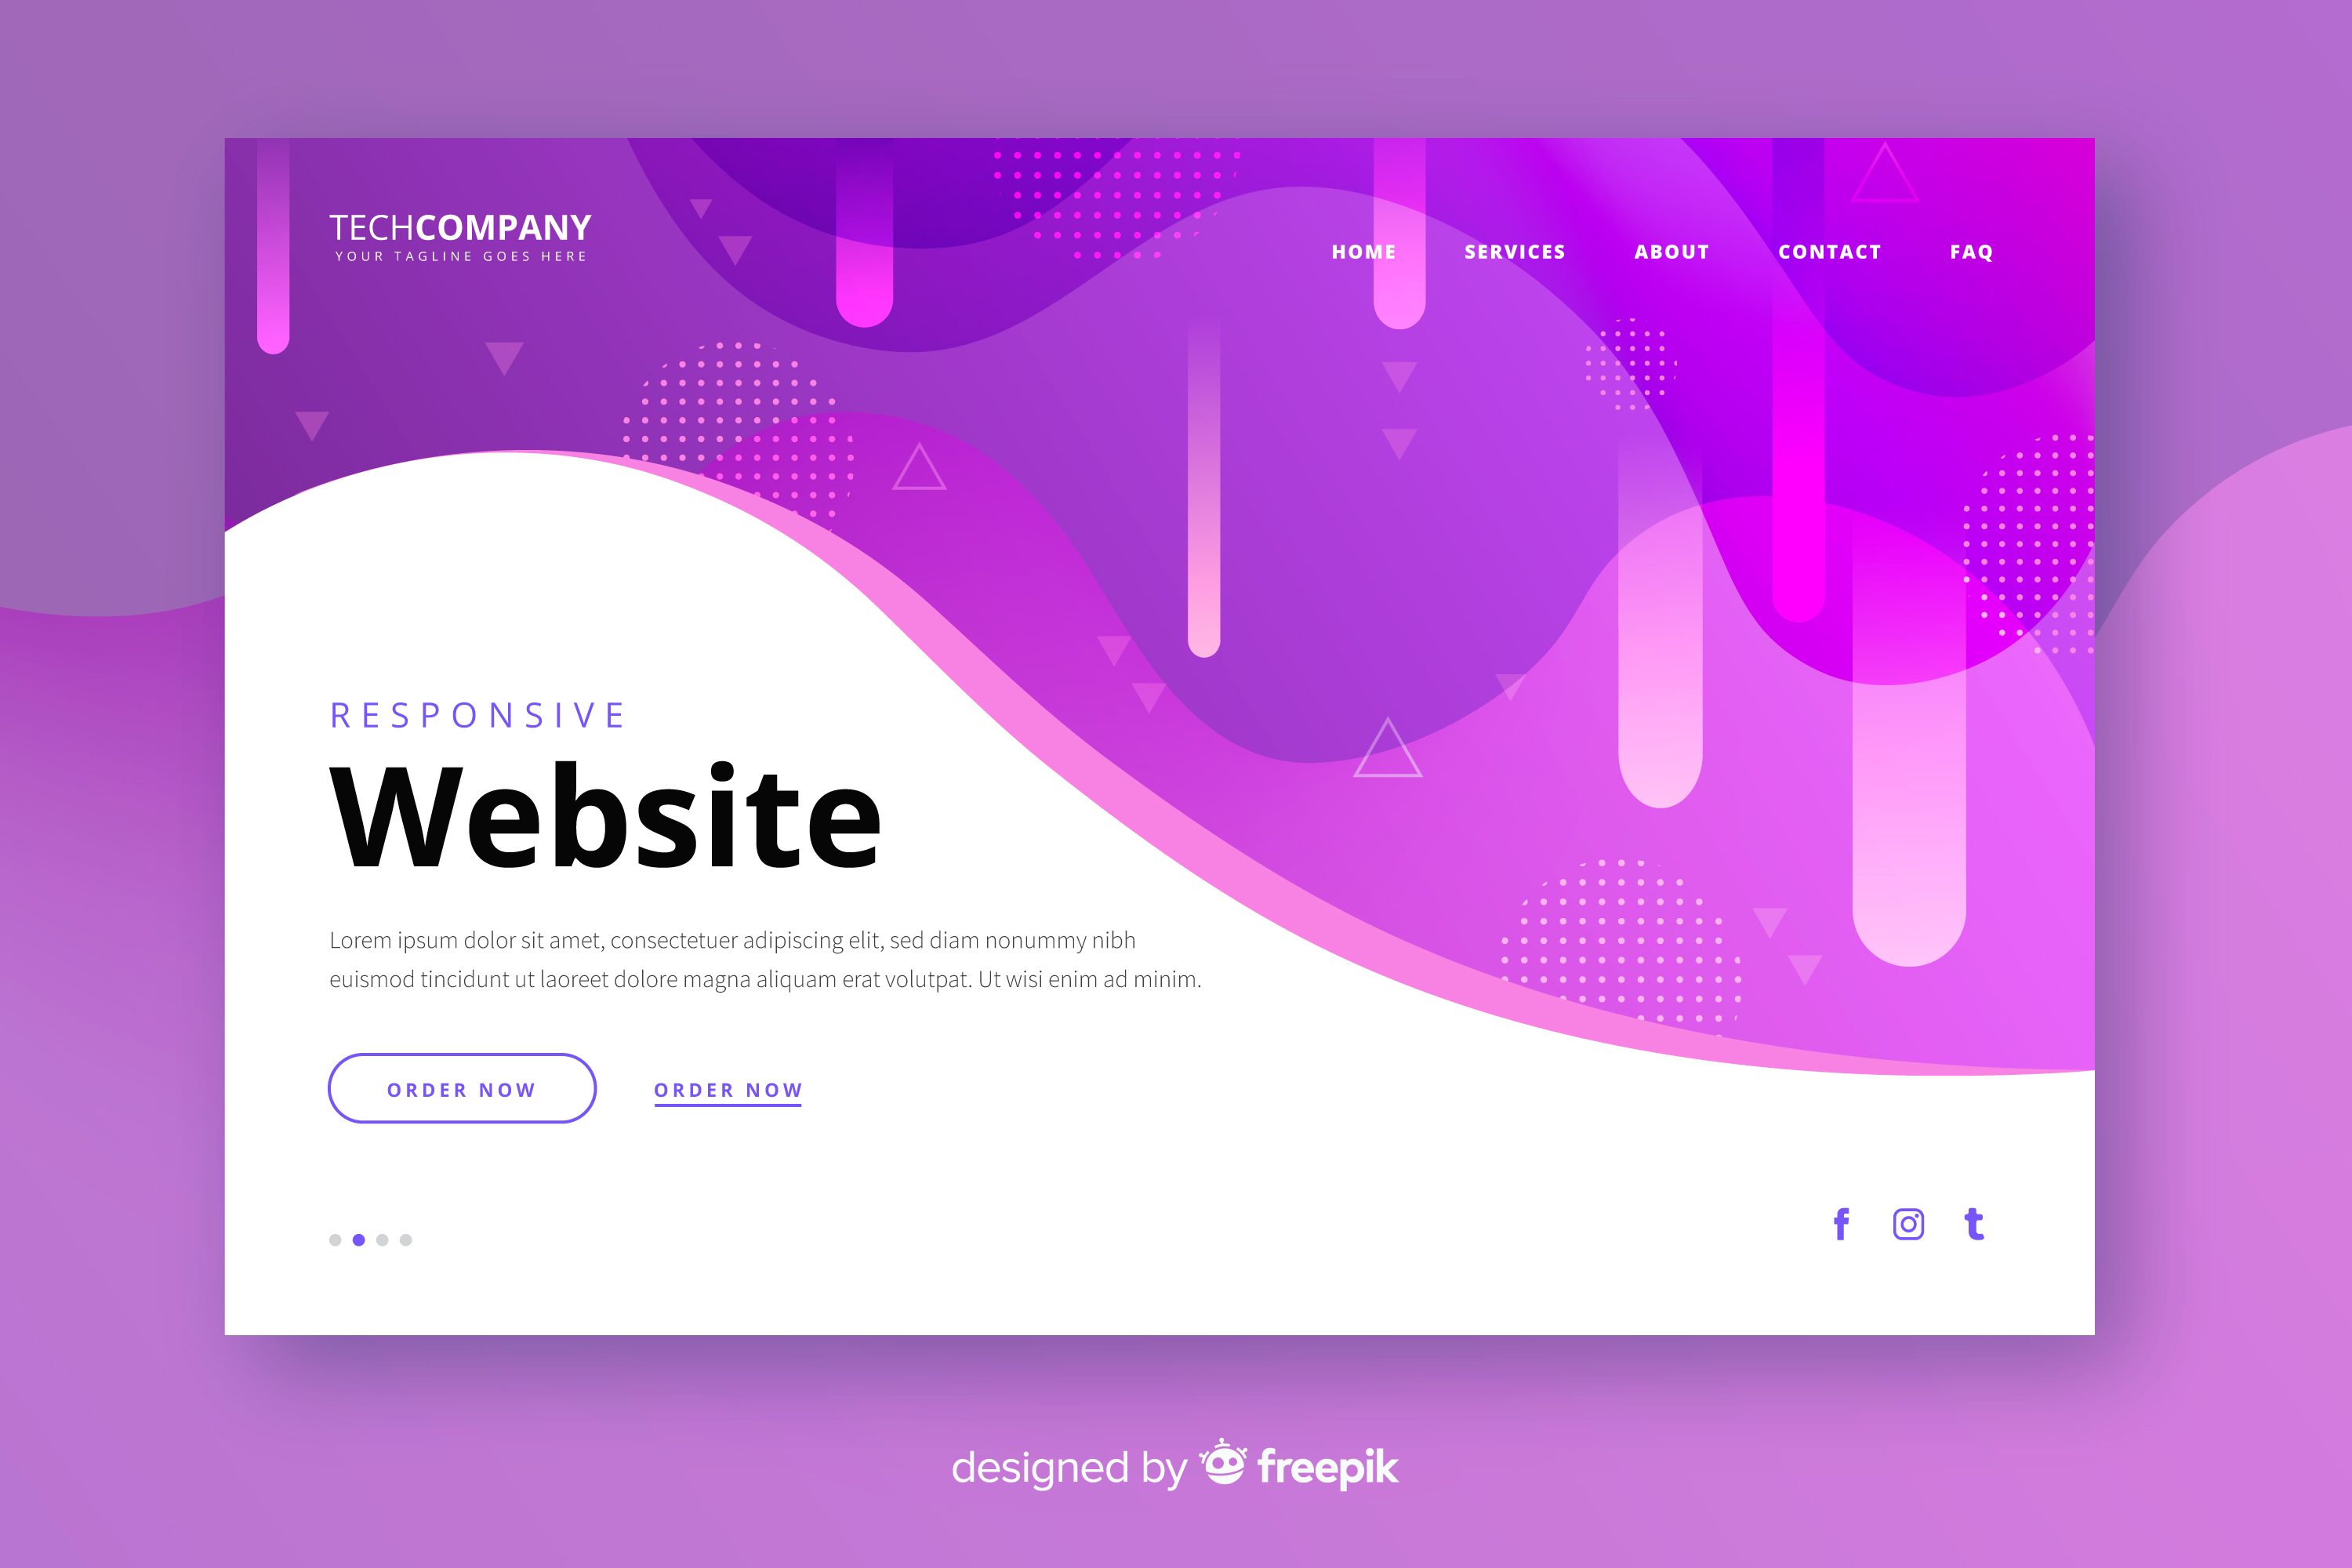 TECHCOMPANY
YOUR TAGLINE GOES HERE
HOME SERVICES ABOUT CONTACT FAQ
RESPONSIVE
Website
Lorem ipsum dolor sit amet, consectetuer adipiscing elit, sed diam nonummy nibh
euismod tincidunt ut laoreet dolore magna aliquam erat volutpat. Ut wisi enim ad minim.
ORDER NOW ORDER NOW
designed by freepik